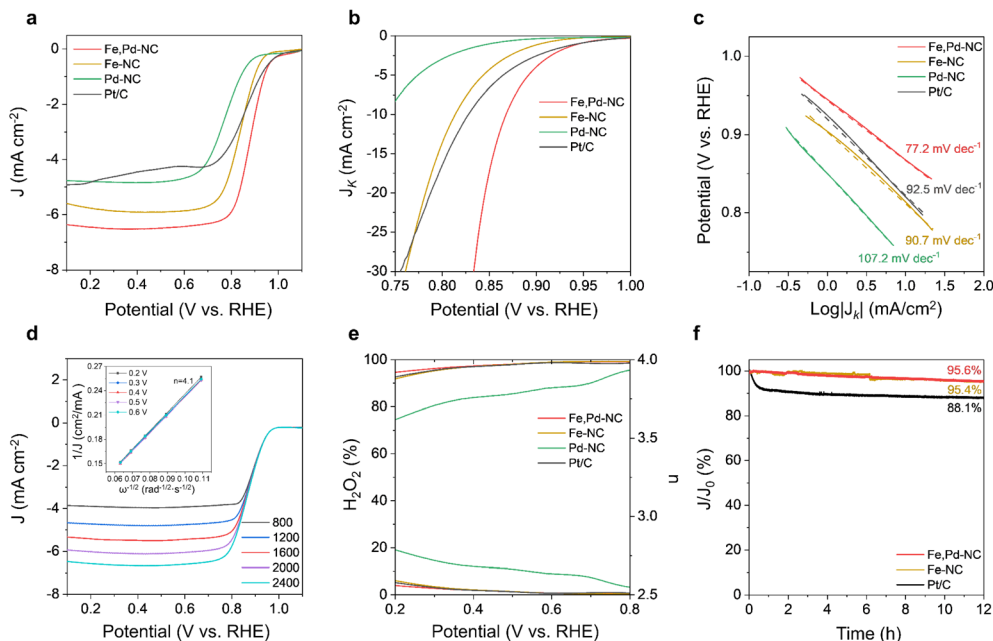 a
Fe,Pd-NC
Fe-NC
Pd-NC
Pt/C
0
-2
-4
-6
-8
J (mA cm⁻²)
0.2 0.4 0.6 0.8 1.0
Potential (V vs. RHE)
b
0
-5
-10
-15
-20
-25
-30
J_K (mA cm⁻²)
Fe,Pd-NC
Fe-NC
Pd-NC
Pt/C
0.75 0.80 0.85 0.90 0.95 1.00
Potential (V vs. RHE)
c
Fe,Pd-NC
Fe-NC
Pd-NC
Pt/C
1.0
0.9
0.8
Potential (V vs. RHE)
77.2 mV dec⁻¹
92.5 mV dec⁻¹
90.7 mV dec⁻¹
107.2 mV dec⁻¹
-1.0 -0.5 0.0 0.5 1.0 1.5 2.0
Log|J_k| (mA/cm²)
d
2
0
-2
-4
-6
-8
J (mA cm⁻²)
0.27
0.24
0.21
0.18
0.15
1/J (cm²/mA)
0.2 V
0.3 V
0.4 V
0.5 V
0.6 V
n=4.1
0.06 0.07 0.08 0.09 0.10 0.11
ω⁻¹/² (rad⁻¹/²·s⁻¹/²)
800
1200
1600
2000
2400
0.2 0.4 0.6 0.8 1.0
Potential (V vs. RHE)
e
100
80
60
40
20
0
H₂O₂ (%)
Fe,Pd-NC
Fe-NC
Pd-NC
Pt/C
4.0
3.5
3.0
2.5
n
0.2 0.4 0.6 0.8
Potential (V vs. RHE)
f
100
80
60
40
20
0
J/J₀ (%)
95.6%
95.4%
88.1%
Fe,Pd-NC
Fe-NC
Pt/C
0 2 4 6 8 10 12
Time (h)